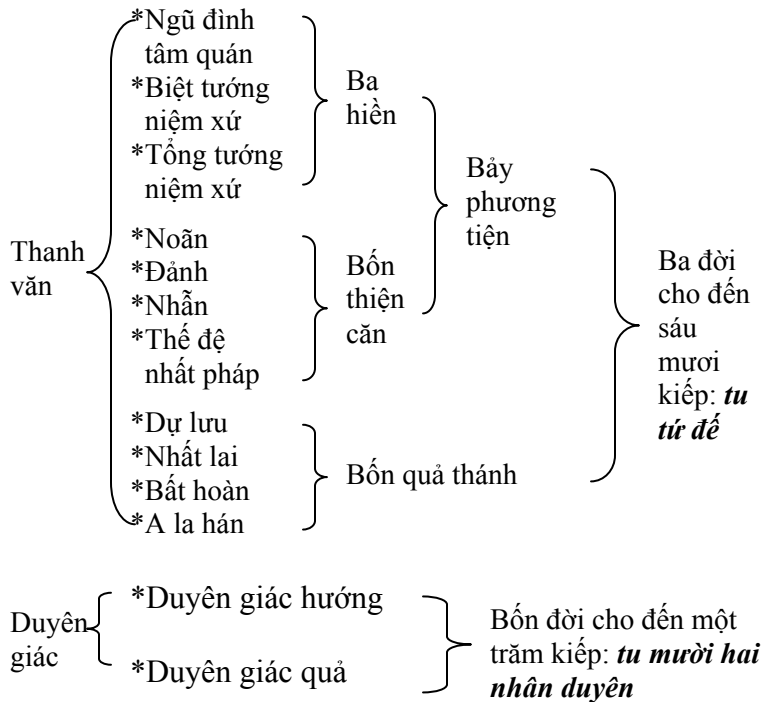 *Ngũ đình
tâm quán
*Biệt tướng
niệm xứ
*Tổng tướng
niệm xứ
Ba
hiền
Bảy
phương
tiện
Thanh
văn
*Noãn
*Đảnh
*Nhẫn
*Thế đệ
nhất pháp
Bốn
thiện
căn
Ba đời
cho đến
sáu
mươi
kiếp: tu
tứ đế
*Dự lưu
*Nhất lai
*Bất hoàn
*A la hán
Bốn quả thánh
Duyên
giác
*Duyên giác hướng
*Duyên giác quả
Bốn đời cho đến một
trăm kiếp: tu mười hai
nhân duyên